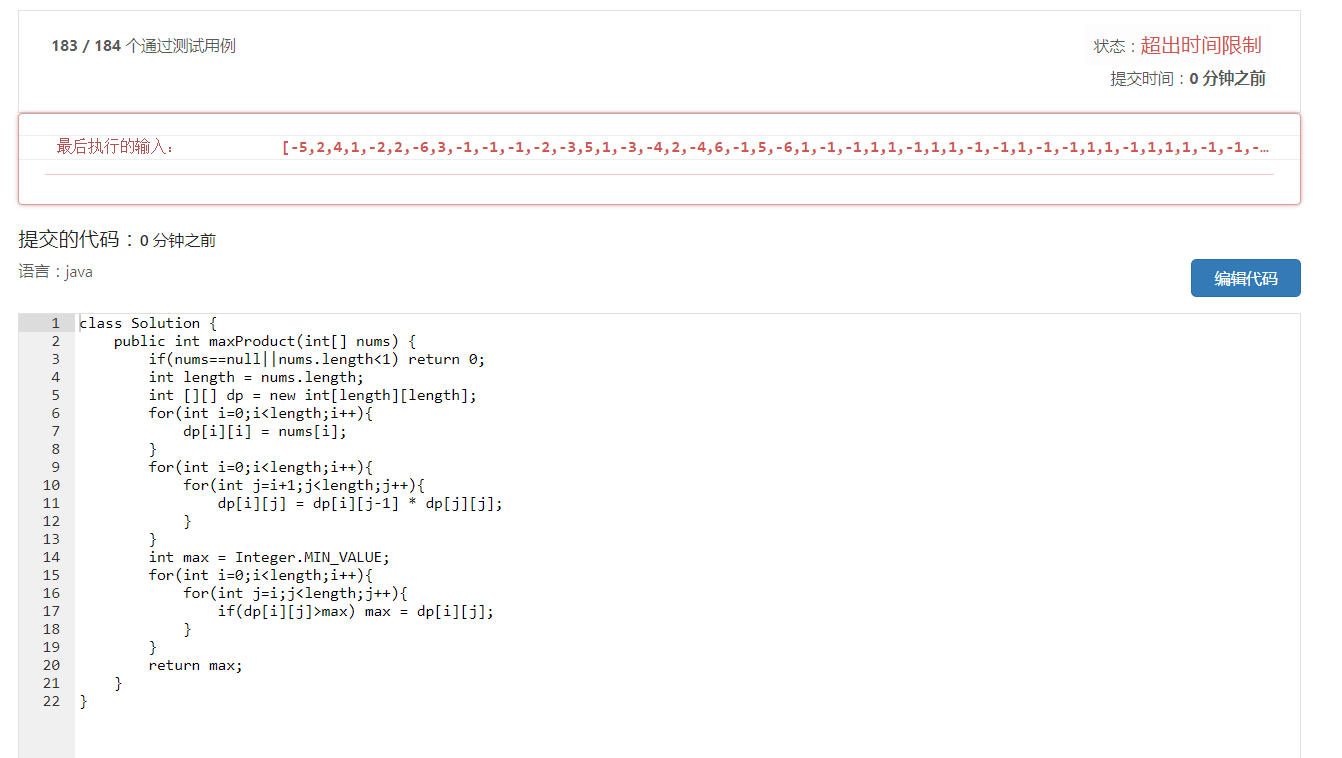 183 / 184 个通过测试用例
状态：超出时间限制
提交时间：0 分钟之前
最后执行的输入：
[-5,2,4,1,-2,2,-6,3,-1,-1,-1,-2,-3,5,1,-3,-4,2,-4,6,-1,5,-6,1,-1,-1,1,1,-1,1,1,-1,-1,1,-1,-1,1,1,-1,1,1,1,-1,-1,-…
提交的代码：0 分钟之前
语言：java
编辑代码
1 class Solution {
2 public int maxProduct(int[] nums) {
3 if(nums==null||nums.length<1) return 0;
4 int length = nums.length;
5 int [][] dp = new int[length][length];
6 for(int i=0;i<length;i++){
7 dp[i][i] = nums[i];
8 }
9 for(int i=0;i<length;i++){
10 for(int j=i+1;j<length;j++){
11 dp[i][j] = dp[i][j-1] * dp[j][j];
12 }
13 }
14 int max = Integer.MIN_VALUE;
15 for(int i=0;i<length;i++){
16 for(int j=i;j<length;j++){
17 if(dp[i][j]>max) max = dp[i][j];
18 }
19 }
20 return max;
21 }
22 }